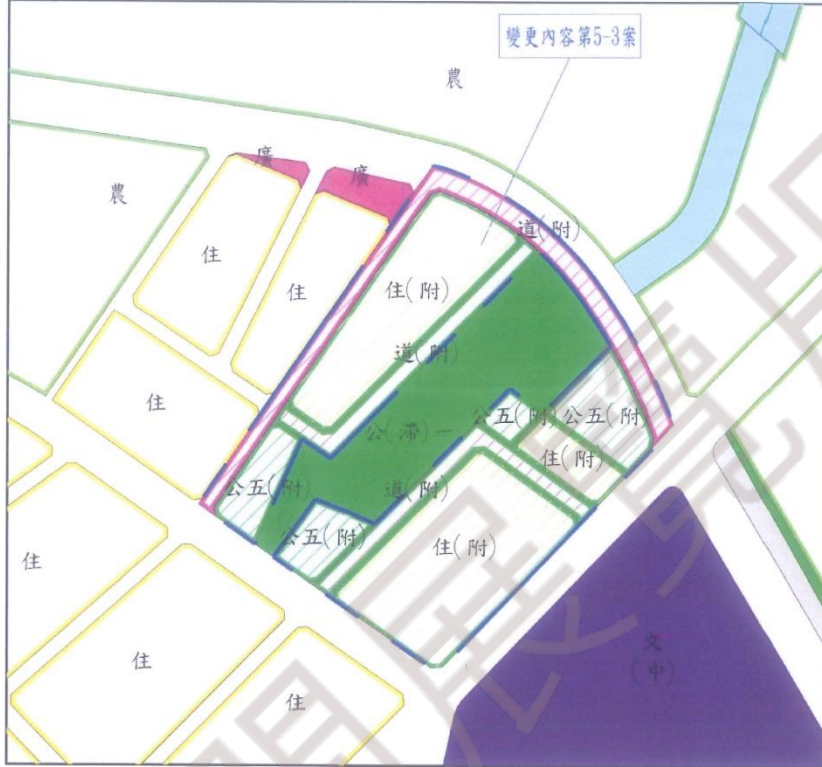 變更內容第5-3案
農
廣
廣
農
道(附)
住
住
住(附)
道(附)
住
公五(附)
公五(附)
公(滯)一
住(附)
公五(附)
道(附)
公五(附)
住(附)
住
文
(中)
住
住